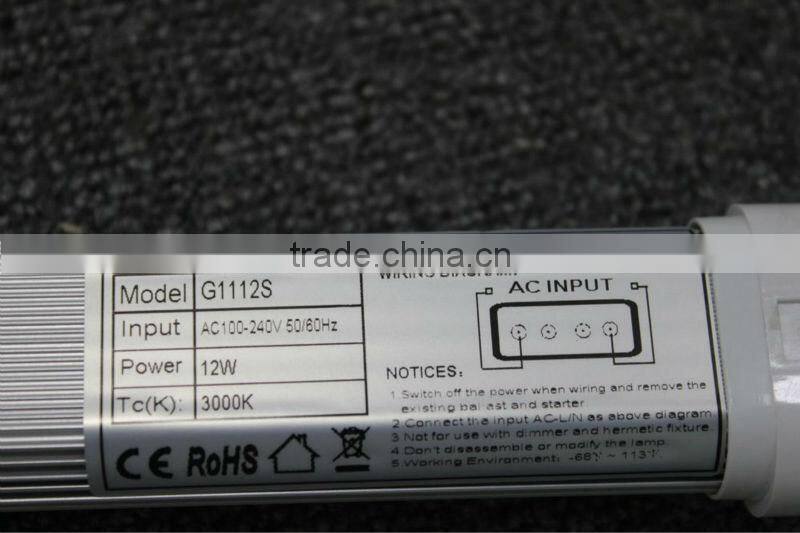 trade.china.cn
WIRING DIAGRAM
Model G1112S
AC INPUT
Input AC100-240V 50/60Hz
Power 12W
Tc(K): 3000K
CE RoHS
NOTICES:
1.Switch off the power when wiring and remove the
existing ballast and starter
2.Connect the input AC-L/N as above diagram
3.Not for use with dimmer and hermetic fixture
4.Don't disassemble or modify the lamp.
5.Working Environment: